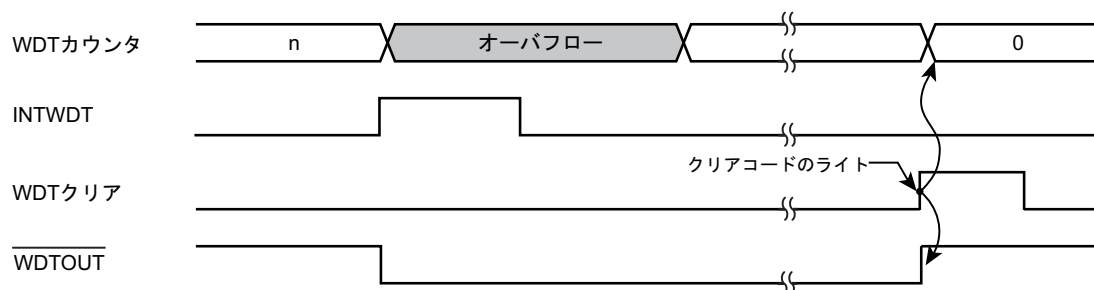 WDTカウンタ n オーバフロー 0
INTWDT
クリアコードのライト
WDTクリア
WDTOUT